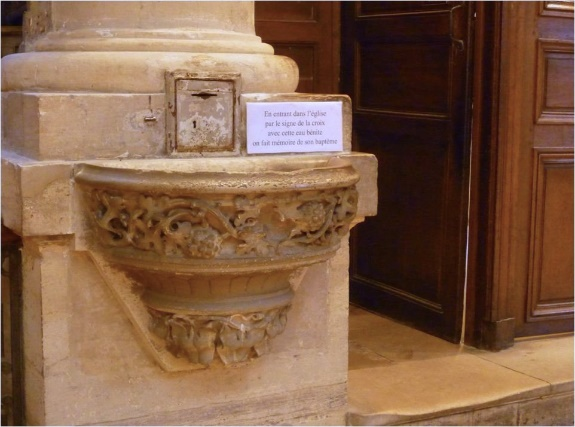 En entrant dans l'église
par le signe de la croix
avec cette eau bénite
on fait mémoire de son baptême